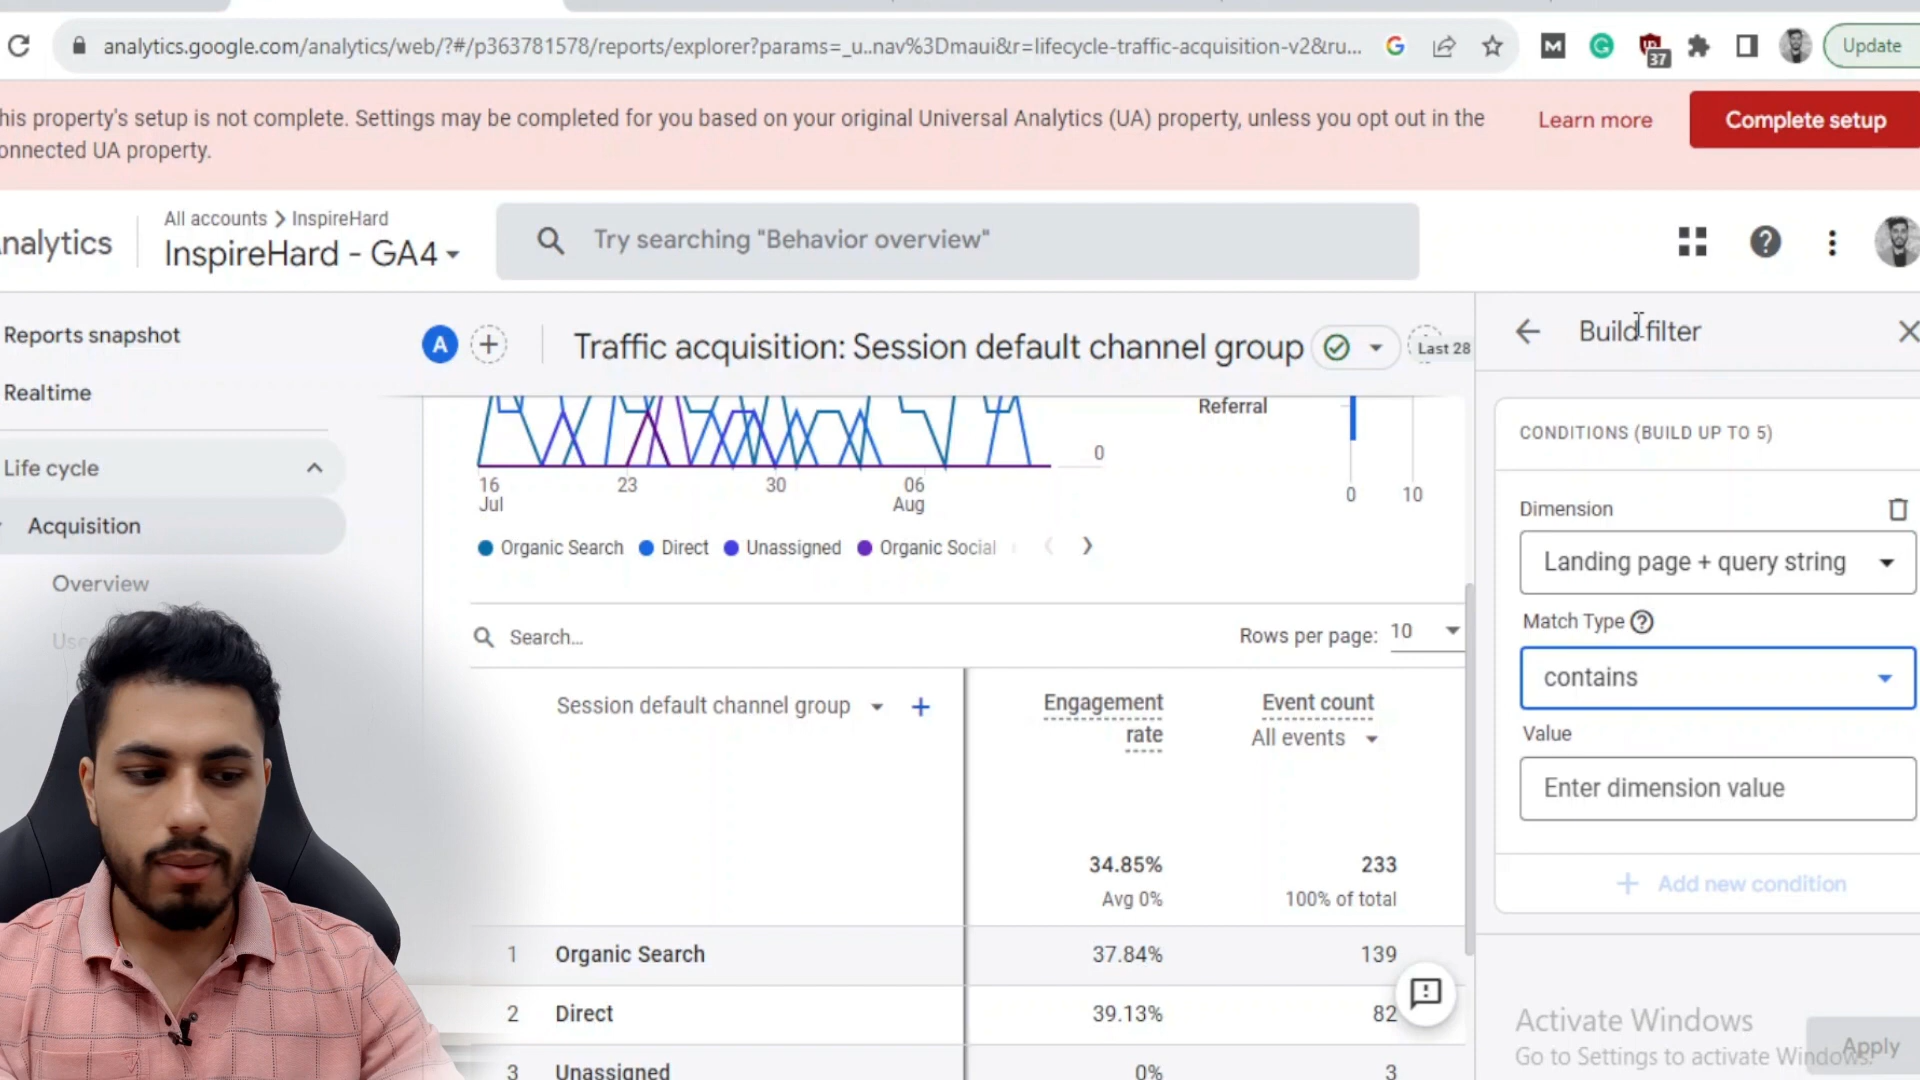 analytics.google.com/analytics/web/?#/p363781578/reports/explorer?params=_u..nav%3Dmaui&r=lifecycle-traffic-acquisition-v2&ru...
37
Update
his property's setup is not complete. Settings may be completed for you based on your original Universal Analytics (UA) property, unless you opt out in the
onnected UA property.
Learn more
Complete setup
nalytics
All accounts > InspireHard
InspireHard - GA4
Try searching "Behavior overview"
Reports snapshot
Realtime
Life cycle
Acquisition
Overview
Use
A
Traffic acquisition: Session default channel group
Last 28
Referral
0
16
Jul
23
30
06
Aug
0
10
Organic Search
Direct
Unassigned
Organic Social
Search...
Rows per page:
10
Session default channel group
Engagement
rate
Event count
All events
34.85%
233
Avg 0%
100% of total
1 Organic Search 37.84% 139
2 Direct 39.13% 82
3 Unassigned 0% 3
Build filter
CONDITIONS (BUILD UP TO 5)
Dimension
Landing page + query string
Match Type
contains
Value
Enter dimension value
+ Add new condition
Activate Windows
Go to Settings to activate Windows.
Apply